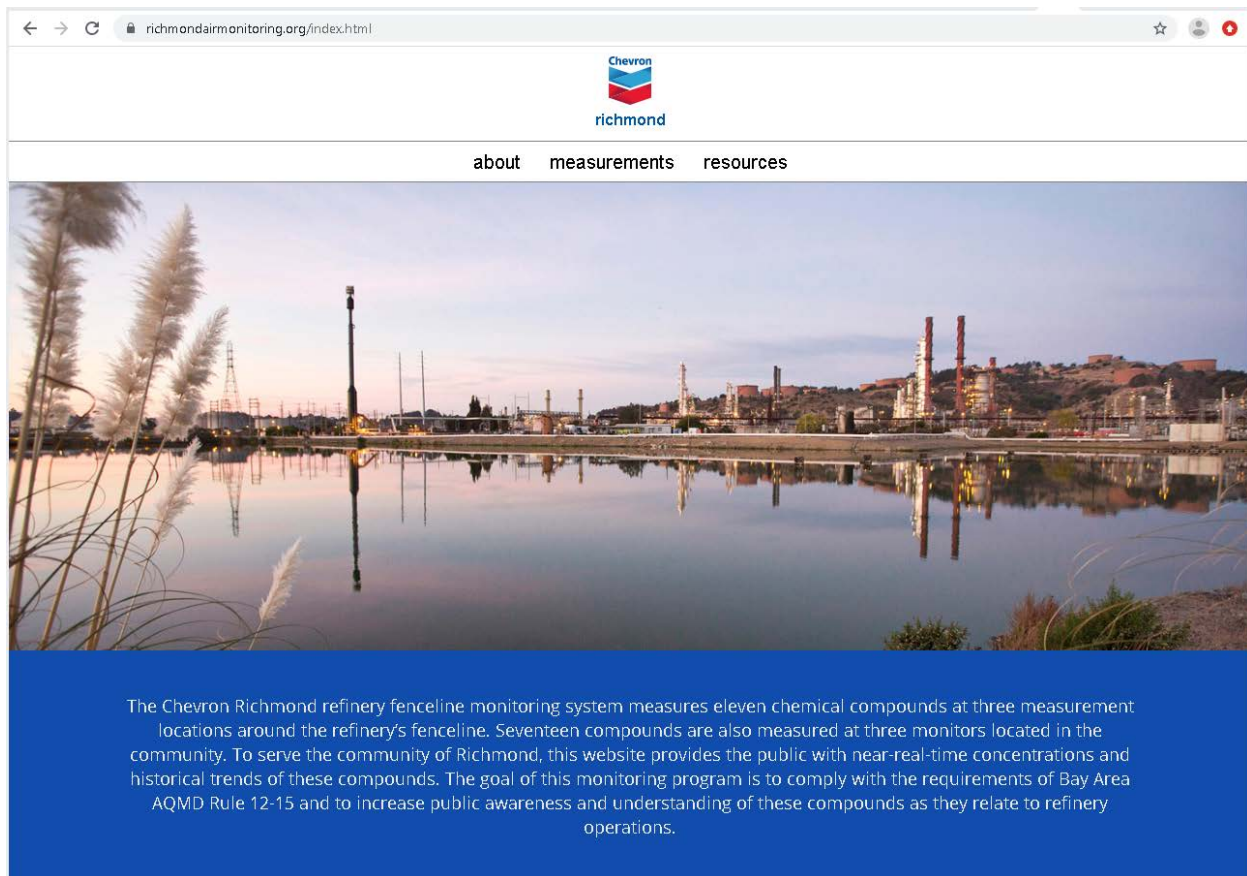 richmondairmonitoring.org/index.html
Chevron
richmond
about measurements resources
The Chevron Richmond refinery fenceline monitoring system measures eleven chemical compounds at three measurement
locations around the refinery's fenceline. Seventeen compounds are also measured at three monitors located in the
community. To serve the community of Richmond, this website provides the public with near-real-time concentrations and
historical trends of these compounds. The goal of this monitoring program is to comply with the requirements of Bay Area
AQMD Rule 12-15 and to increase public awareness and understanding of these compounds as they relate to refinery
operations.